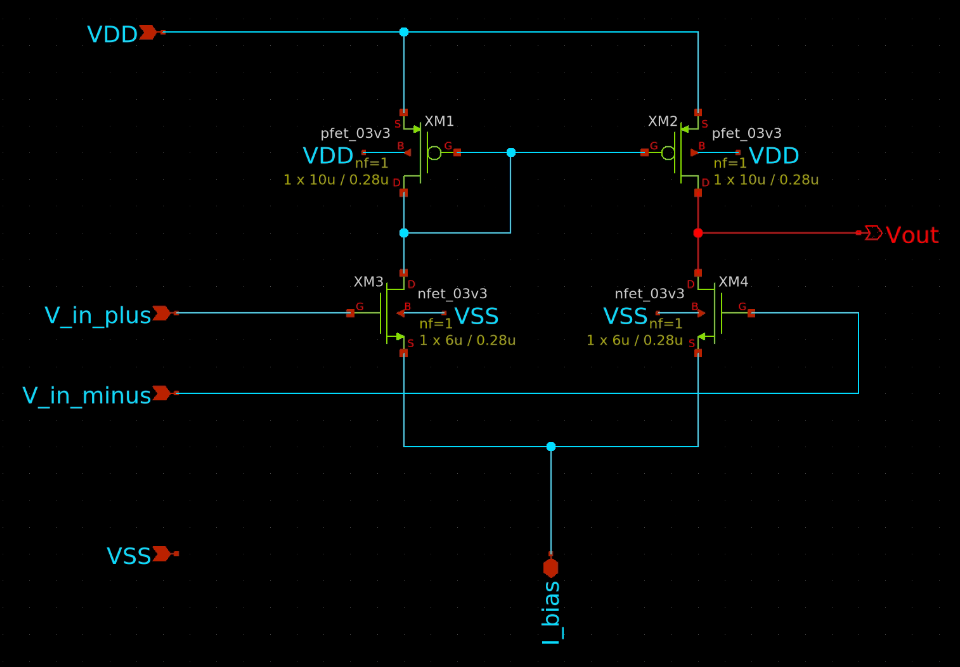 VDD
XM1
XM2
S
S
pfet_03v3
pfet_03v3
VDD
B
G
G
B
VDD
nf=1
nf=1
1 x 10u / 0.28u
D
D
1 x 10u / 0.28u
Vout
XM3
D
D
XM4
nfet_03v3
nfet_03v3
V_in_plus
G
B
VSS
VSS
B
G
nf=1
nf=1
S
1 x 6u / 0.28u
1 x 6u / 0.28u
S
V_in_minus
VSS
I_bias